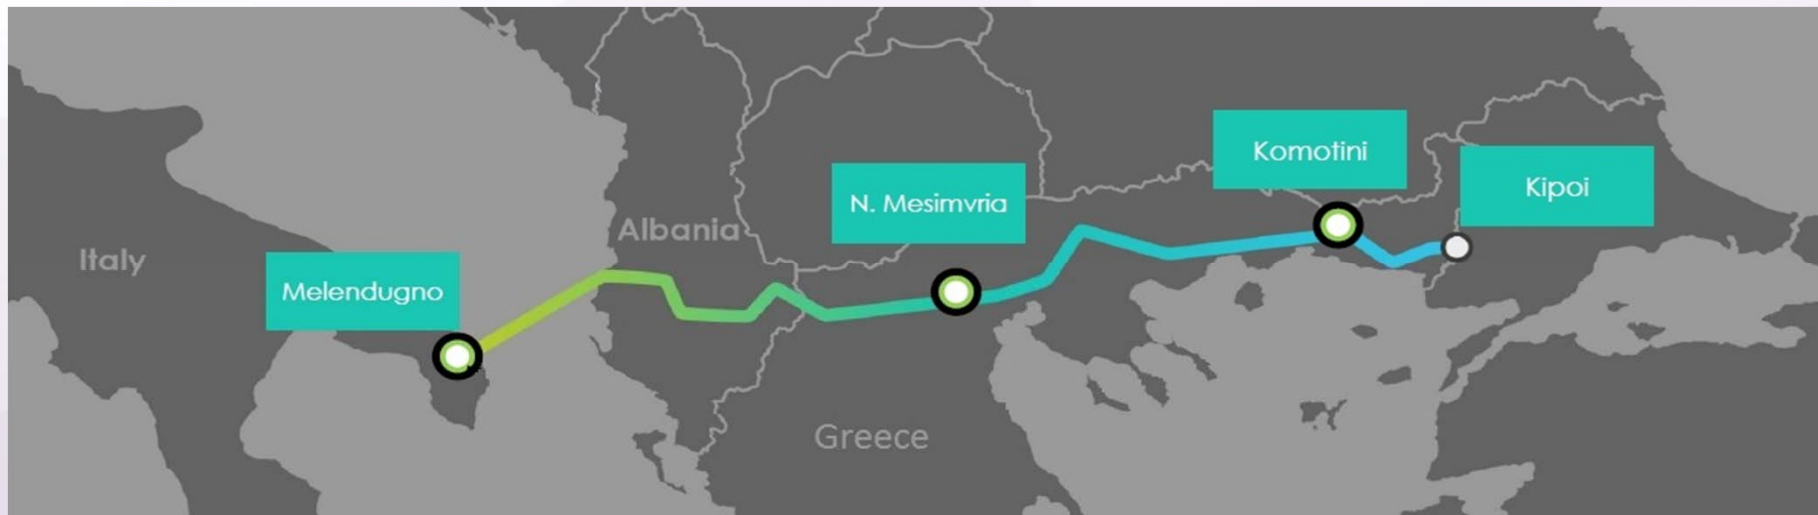 Komotini
Kipoi
N. Mesimvria
Albania
Italy
Melendugno
Greece